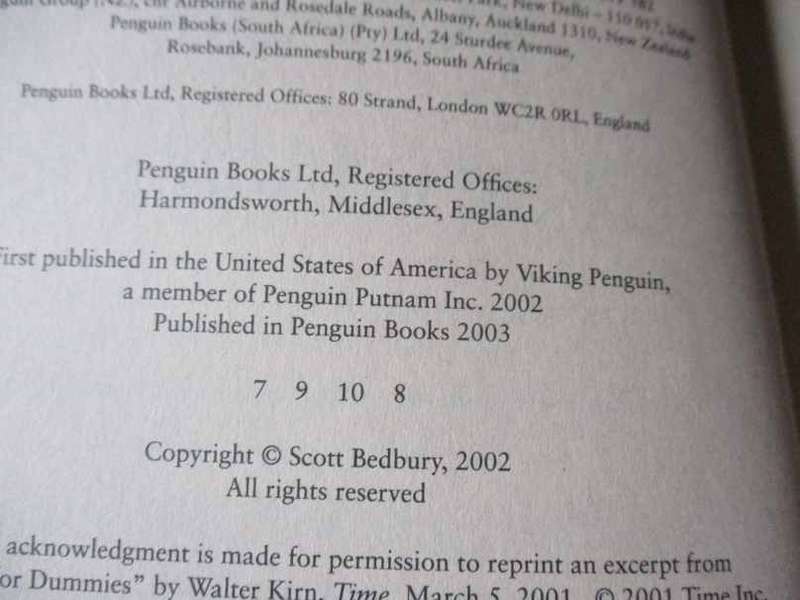 Airborne and Rosedale Roads, Albany, Auckland 1310, New Zealand
Penguin Books (South Africa) (Pty) Ltd, 24 Sturdee Avenue,
Rosebank, Johannesburg 2196, South Africa
Penguin Books Ltd, Registered Offices: 80 Strand, London WC2R 0RL, England
Penguin Books Ltd, Registered Offices:
Harmondsworth, Middlesex, England
First published in the United States of America by Viking Penguin,
a member of Penguin Putnam Inc. 2002
Published in Penguin Books 2003
7 9 10 8
Copyright © Scott Bedbury, 2002
All rights reserved
acknowledgment is made for permission to reprint an excerpt from
or Dummies” by Walter Kirn, Time, March 5, 2001. © 2001 Time Inc.